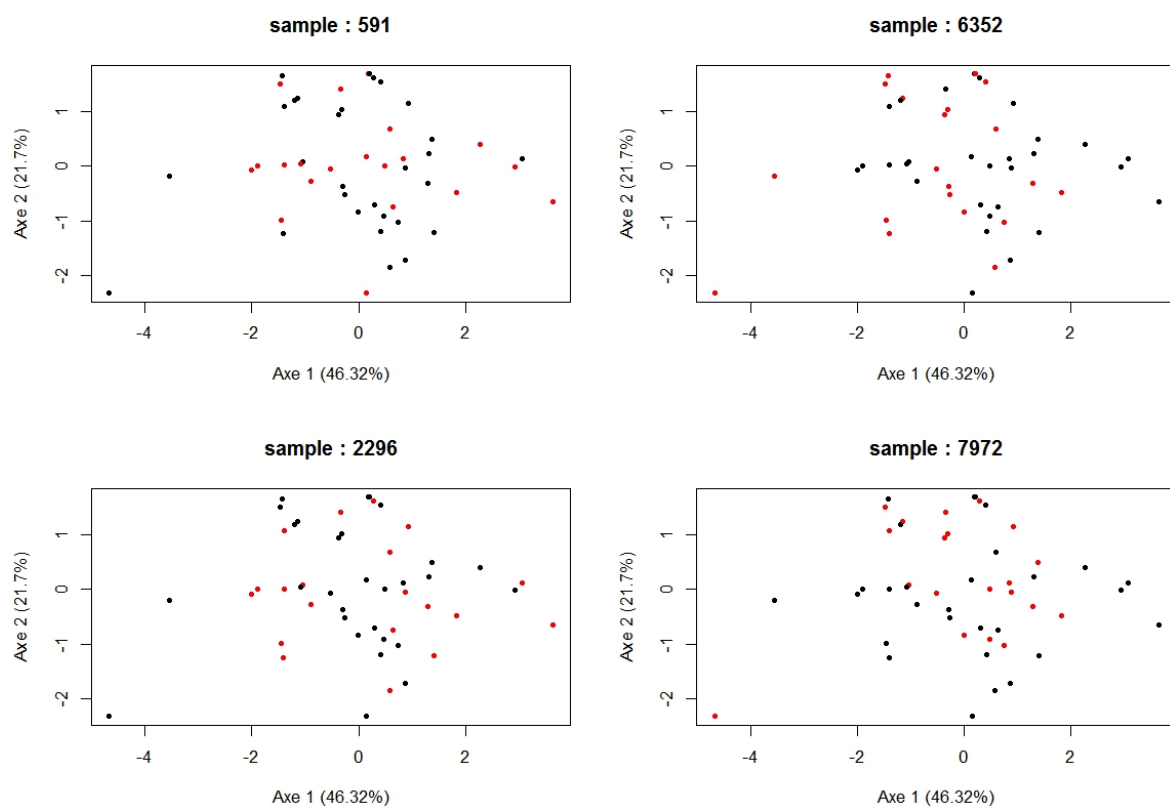 sample : 591
1
0
-1
-2
Axe 2 (21.7%)
-4
-2
0
2
Axe 1 (46.32%)
sample : 6352
1
0
-1
-2
Axe 2 (21.7%)
-4
-2
0
2
Axe 1 (46.32%)
sample : 2296
1
0
-1
-2
Axe 2 (21.7%)
-4
-2
0
2
Axe 1 (46.32%)
sample : 7972
1
0
-1
-2
Axe 2 (21.7%)
-4
-2
0
2
Axe 1 (46.32%)